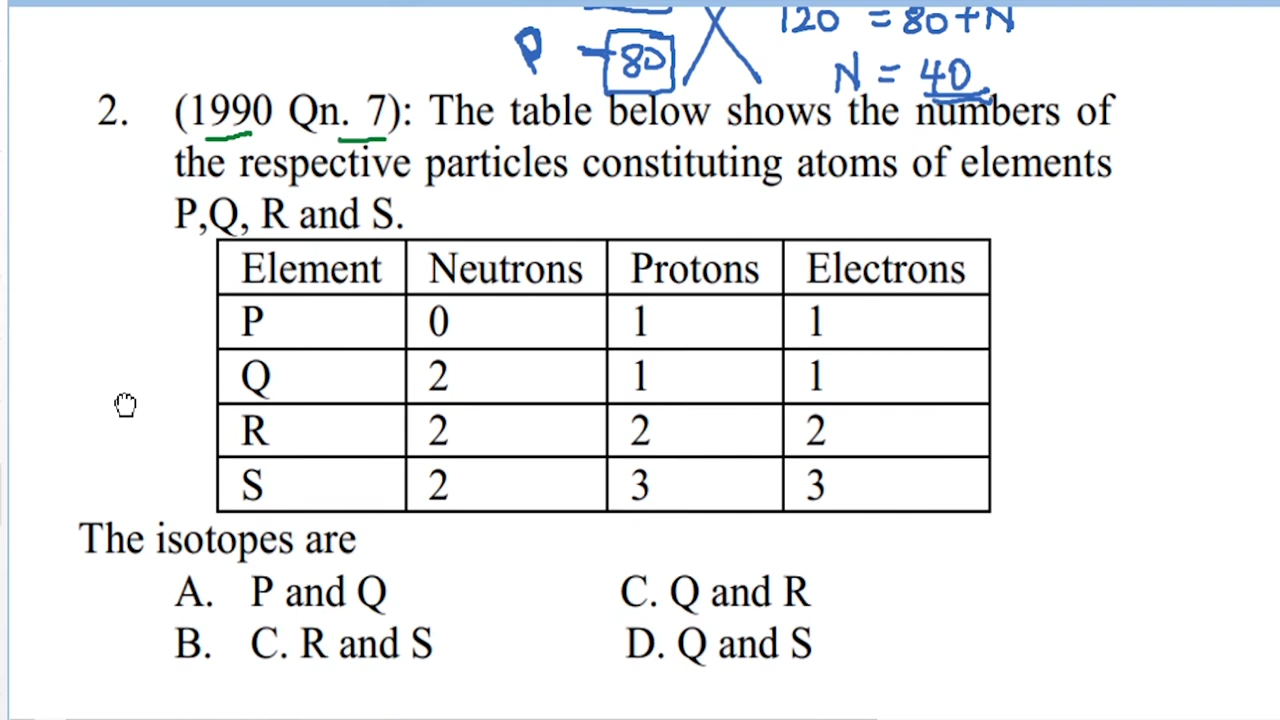 120 = 80+N
P 80 N = 40
2. (1990 Qn. 7): The table below shows the numbers of
the respective particles constituting atoms of elements
P,Q, R and S.
Element Neutrons Protons Electrons
P 0 1 1
Q 2 1 1
R 2 2 2
S 2 3 3
The isotopes are
A. P and Q C. Q and R
B. C. R and S D. Q and S